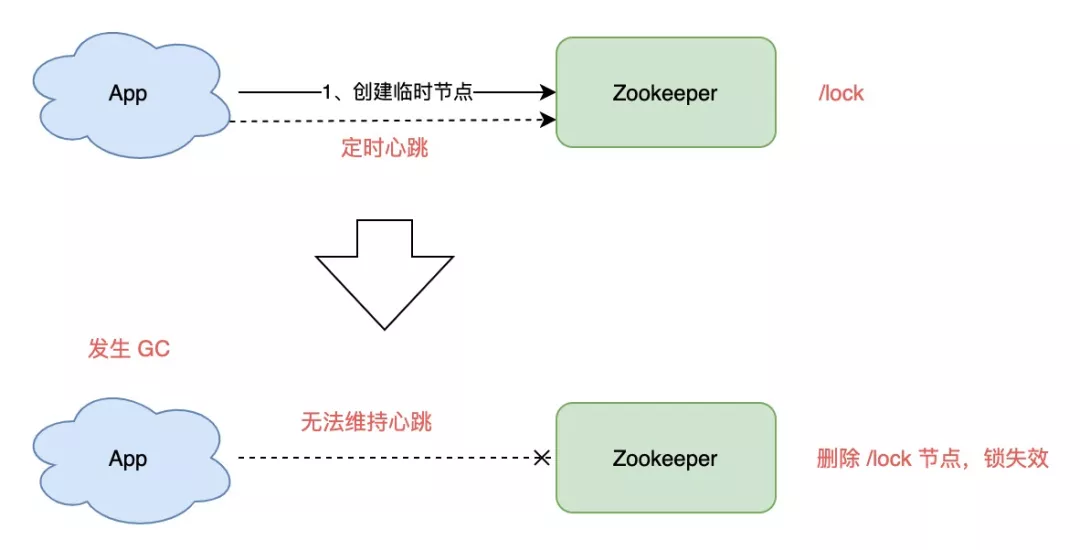 App
1、创建临时节点
Zookeeper
/lock
定时心跳
发生 GC
App
无法维持心跳
Zookeeper
删除 /lock 节点，锁失效